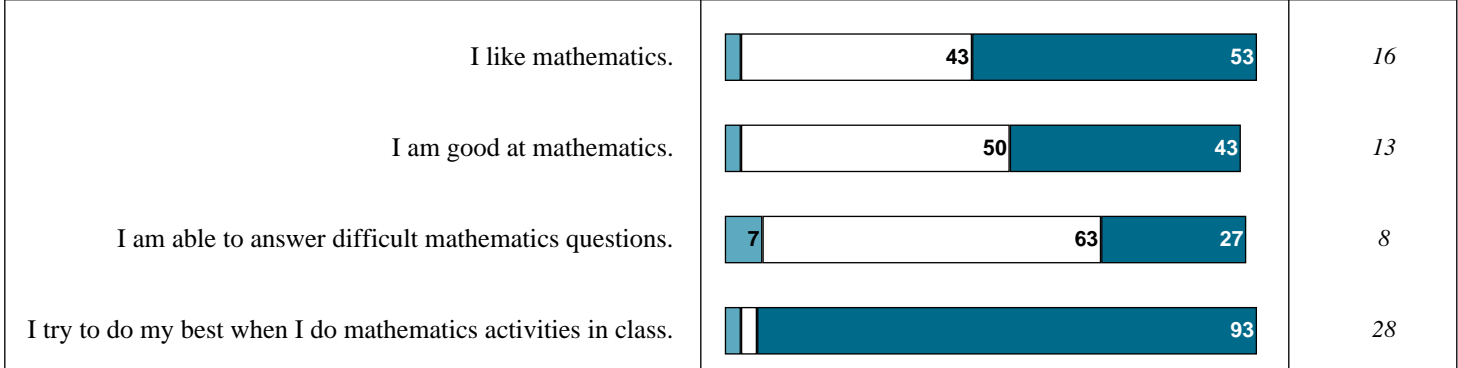 I like mathematics. 43 53 16
I am good at mathematics. 50 43 13
I am able to answer difficult mathematics questions. 7 63 27 8
I try to do my best when I do mathematics activities in class. 93 28